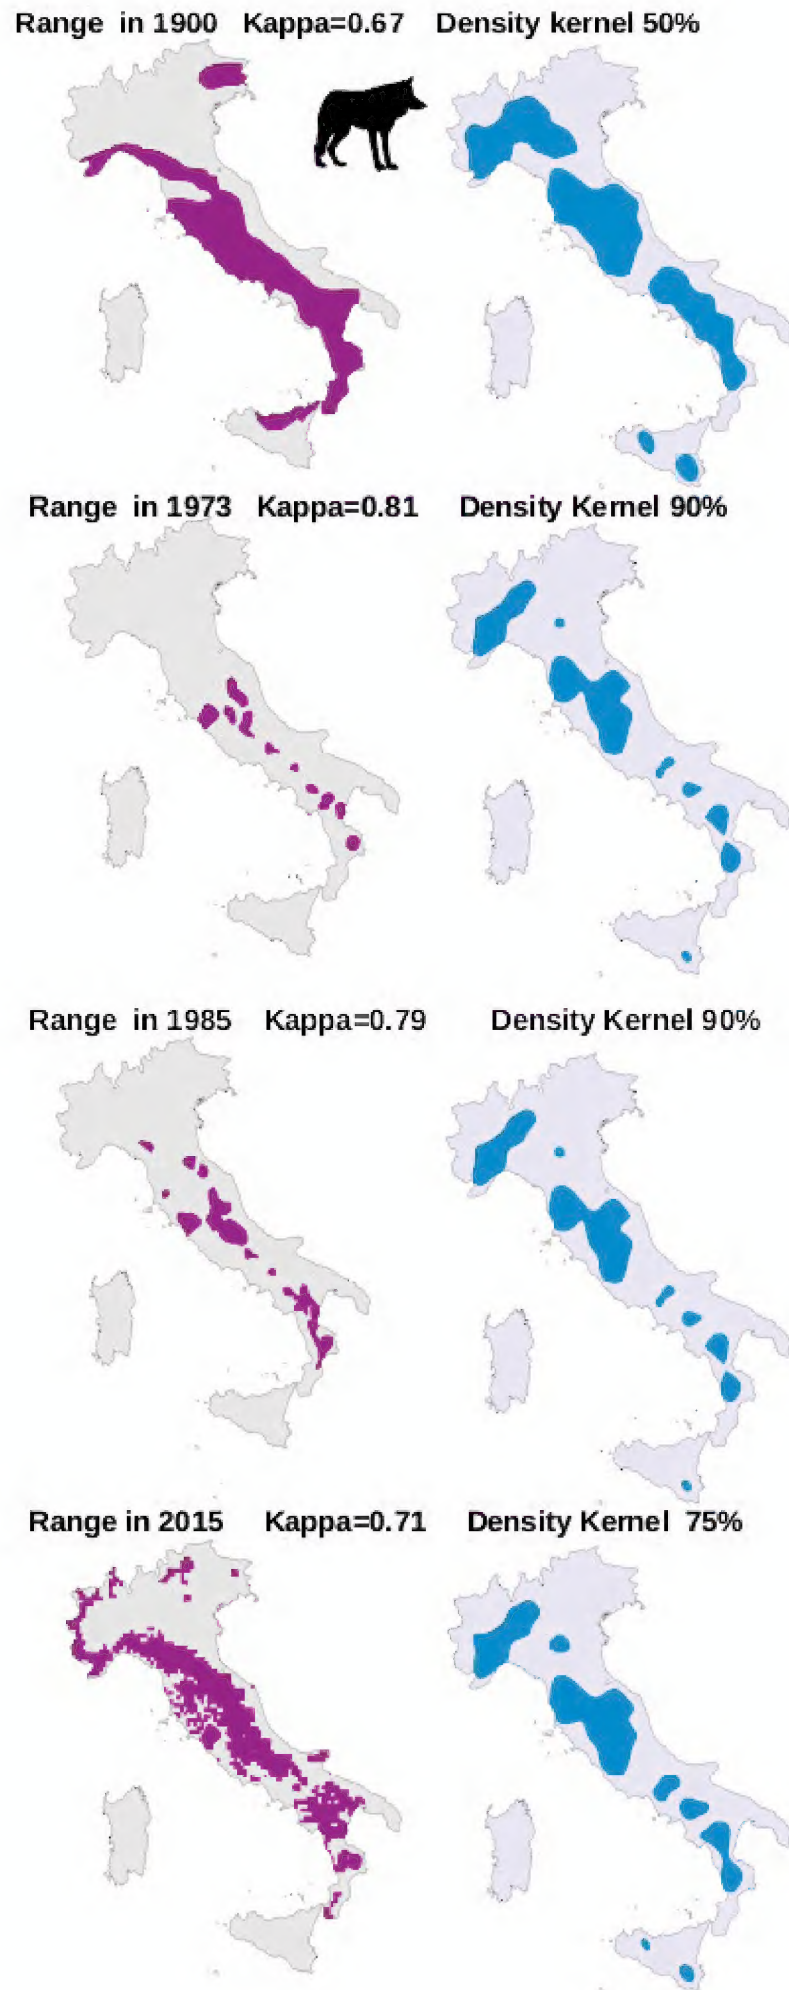 Range in 1900 Kappa=0.67 Density kernel 50%
Range in 1973 Kappa=0.81 Density Kernel 90%
Range in 1985 Kappa=0.79 Density Kernel 90%
Range in 2015 Kappa=0.71 Density Kernel 75%